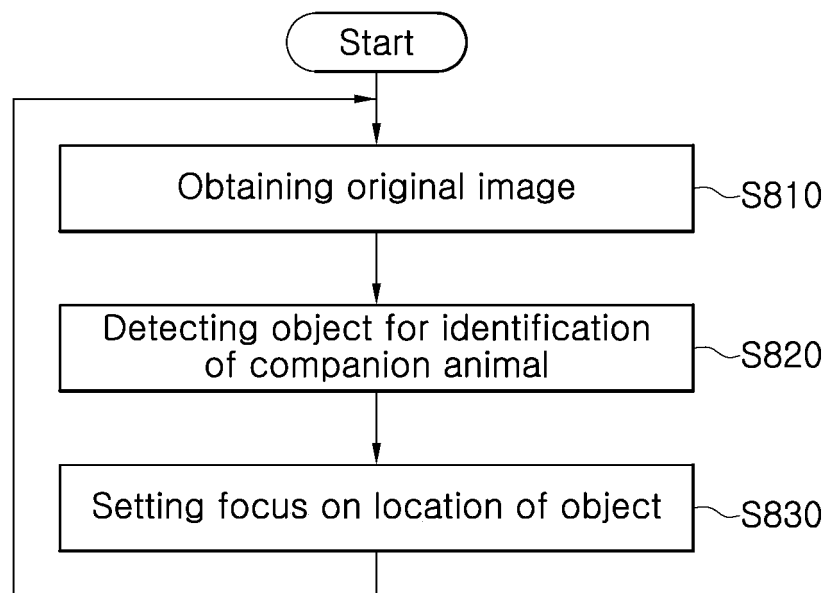 Start
Obtaining original image
S810
Detecting object for identification
of companion animal
S820
Setting focus on location of object
S830